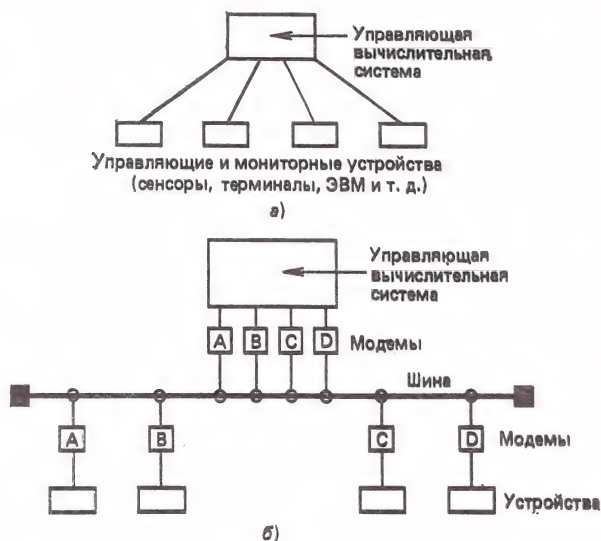 Управляющая
вычислительная
система
Управляющие и мониторные устройства
(сенсоры, терминалы, ЭВМ и т. д.)
а)
Управляющая
вычислительная
система
A B C D Модемы
Шина
A B C D Модемы
Устройства
б)